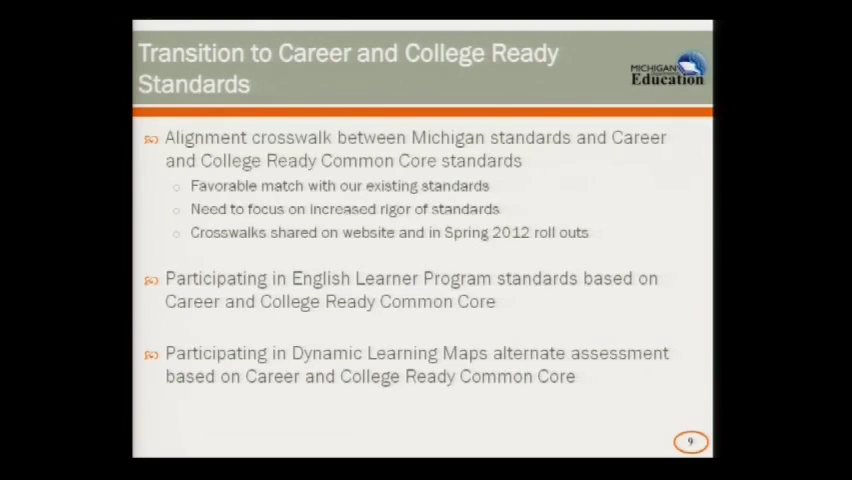 Transition to Career and College Ready
Standards
MICHIGAN
Education
Alignment crosswalk between Michigan standards and Career
and College Ready Common Core standards
Favorable match with our existing standards
Need to focus on increased rigor of standards
Crosswalks shared on website and in Spring 2012 roll outs
Participating in English Learner Program standards based on
Career and College Ready Common Core
Participating in Dynamic Learning Maps alternate assessment
based on Career and College Ready Common Core
9